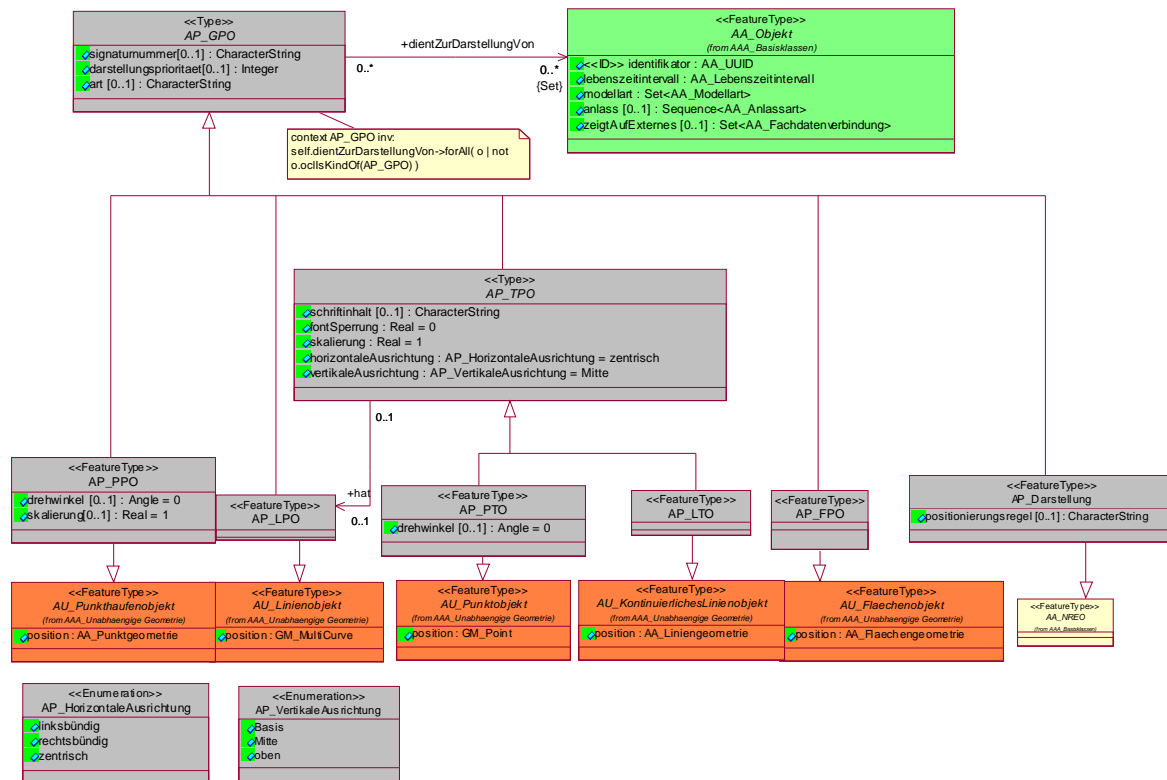 <<Type>>
AP_GPO
signaturnummer[0..1] : CharacterString
darstellungsprioritaet[0..1] : Integer
art [0..1] : CharacterString
+dientZurDarstellungVon
0..*
0..*
{Set}
<<FeatureType>>
AA_Objekt
(from AAA_Basisklassen)
<<ID>> identifikator : AA_UUID
lebenszeitintervall : AA_Lebenszeitintervall
modellart : Set<AA_Modellart>
anlass [0..1] : Sequence<AA_Anlassart>
zeigtAufExternes [0..1] : Set<AA_Fachdatenverbindung>
context AP_GPO inv:
self.dientZurDarstellungVon->forAll( o | not
o.oclIsKindOf(AP_GPO) )
<<Type>>
AP_TPO
schriftinhalt [0..1] : CharacterString
fontSperrung : Real = 0
skalierung : Real = 1
horizontaleAusrichtung : AP_HorizontaleAusrichtung = zentrisch
vertikaleAusrichtung : AP_VertikaleAusrichtung = Mitte
0..1
+hat
0..1
<<FeatureType>>
AP_PPO
drehwinkel [0..1] : Angle = 0
skalierung[0..1] : Real = 1
<<FeatureType>>
AP_LPO
<<FeatureType>>
AP_PTO
drehwinkel [0..1] : Angle = 0
<<FeatureType>>
AP_LTO
<<FeatureType>>
AP_FPO
<<FeatureType>>
AP_Darstellung
positionierungsregel [0..1] : CharacterString
<<FeatureType>>
AU_Punkthaufenobjekt
(from AAA_Unabhaengige Geometrie)
position : AA_Punktgeometrie
<<FeatureType>>
AU_Linienobjekt
(from AAA_Unabhaengige Geometrie)
position : GM_MultiCurve
<<FeatureType>>
AU_Punktobjekt
(from AAA_Unabhaengige Geometrie)
position : GM_Point
<<FeatureType>>
AU_KontinuierlichesLinienobjekt
(from AAA_Unabhaengige Geometrie)
position : AA_Liniengeometrie
<<FeatureType>>
AU_Flaechenobjekt
(from AAA_Unabhaengige Geometrie)
position : AA_Flaechengeometrie
<<FeatureType>>
AA_NREO
(from AAA_Basisklassen)
<<Enumeration>>
AP_HorizontaleAusrichtung
linksbündig
rechtsbündig
zentrisch
<<Enumeration>>
AP_VertikaleAusrichtung
Basis
Mitte
oben